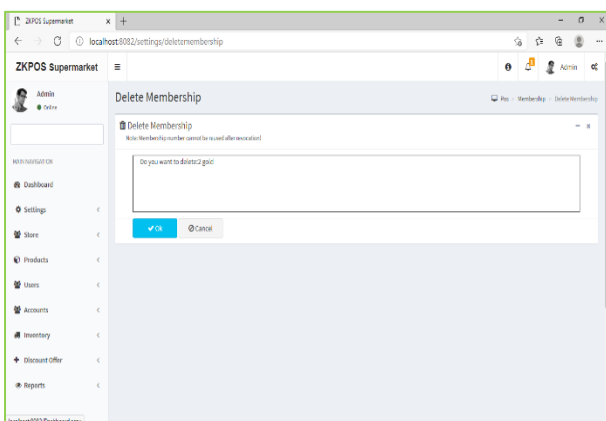 ZKPOS Supermarket
localhost:8082/settings/deletemembership
ZKPOS Supermarket
Admin
Admin
Online
Delete Membership
Pos - Membership - Delete Membership
Delete Membership
Note: Membership number cannot be reused after revocation!
Do you want to delete:2 gold
Ok
Cancel
MAIN NAVIGATION
Dashboard
Settings
Store
Products
Users
Accounts
Inventory
Discount Offer
Reports